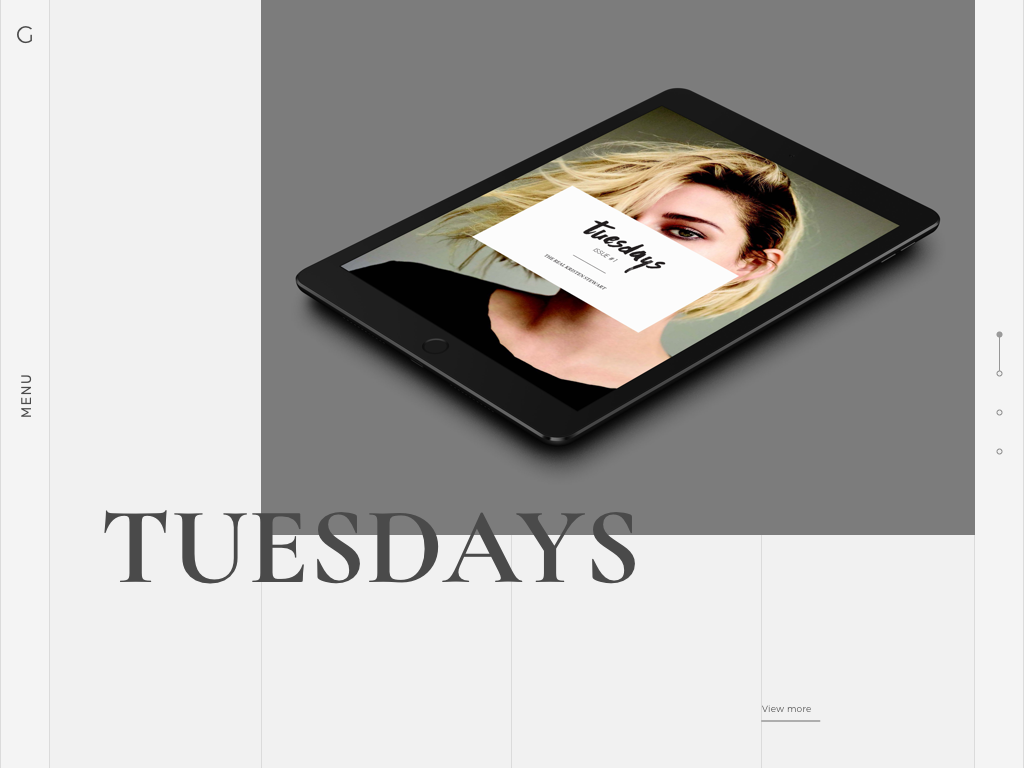 G
MENU
tuesdays
ISSUE #1
THE REAL KRISTEN STEWART
TUESDAYS
View more